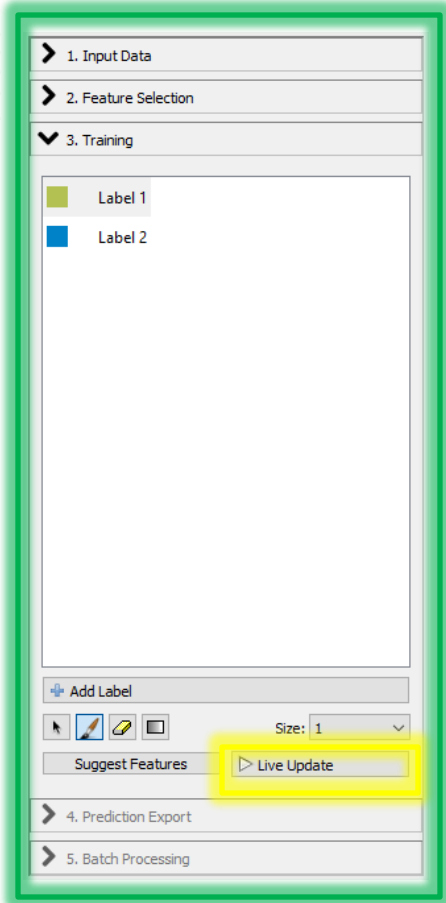 1. Input Data
2. Feature Selection
3. Training
Label 1
Label 2
Add Label
Size: 1
Suggest Features Live Update
4. Prediction Export
5. Batch Processing